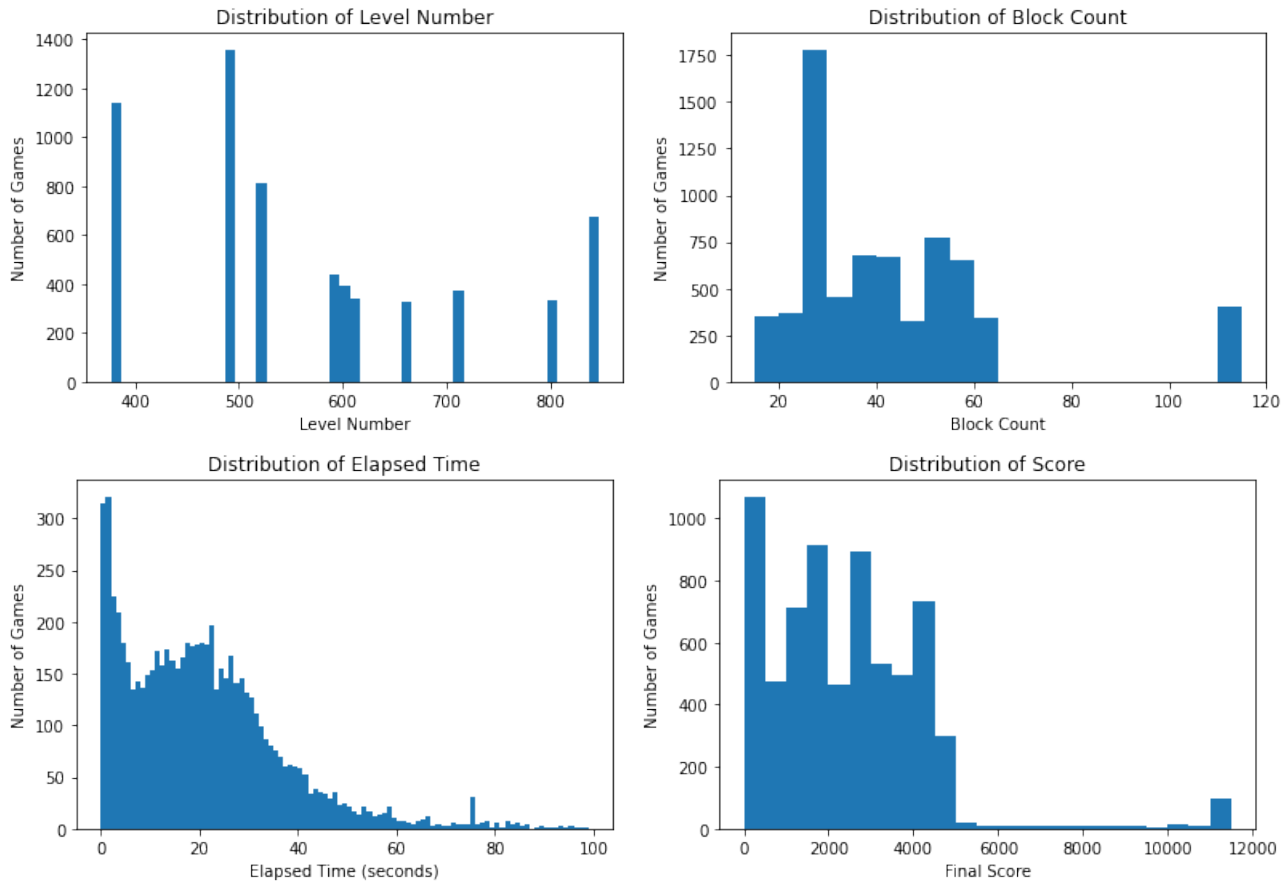 Distribution of Level Number
1400
1200
1000
800
600
400
200
0
Number of Games
400 500 600 700 800
Level Number
Distribution of Block Count
1750
1500
1250
1000
750
500
250
0
Number of Games
20 40 60 80 100 120
Block Count
Distribution of Elapsed Time
300
250
200
150
100
50
0
Number of Games
0 20 40 60 80 100
Elapsed Time (seconds)
Distribution of Score
1000
800
600
400
200
0
Number of Games
0 2000 4000 6000 8000 10000 12000
Final Score